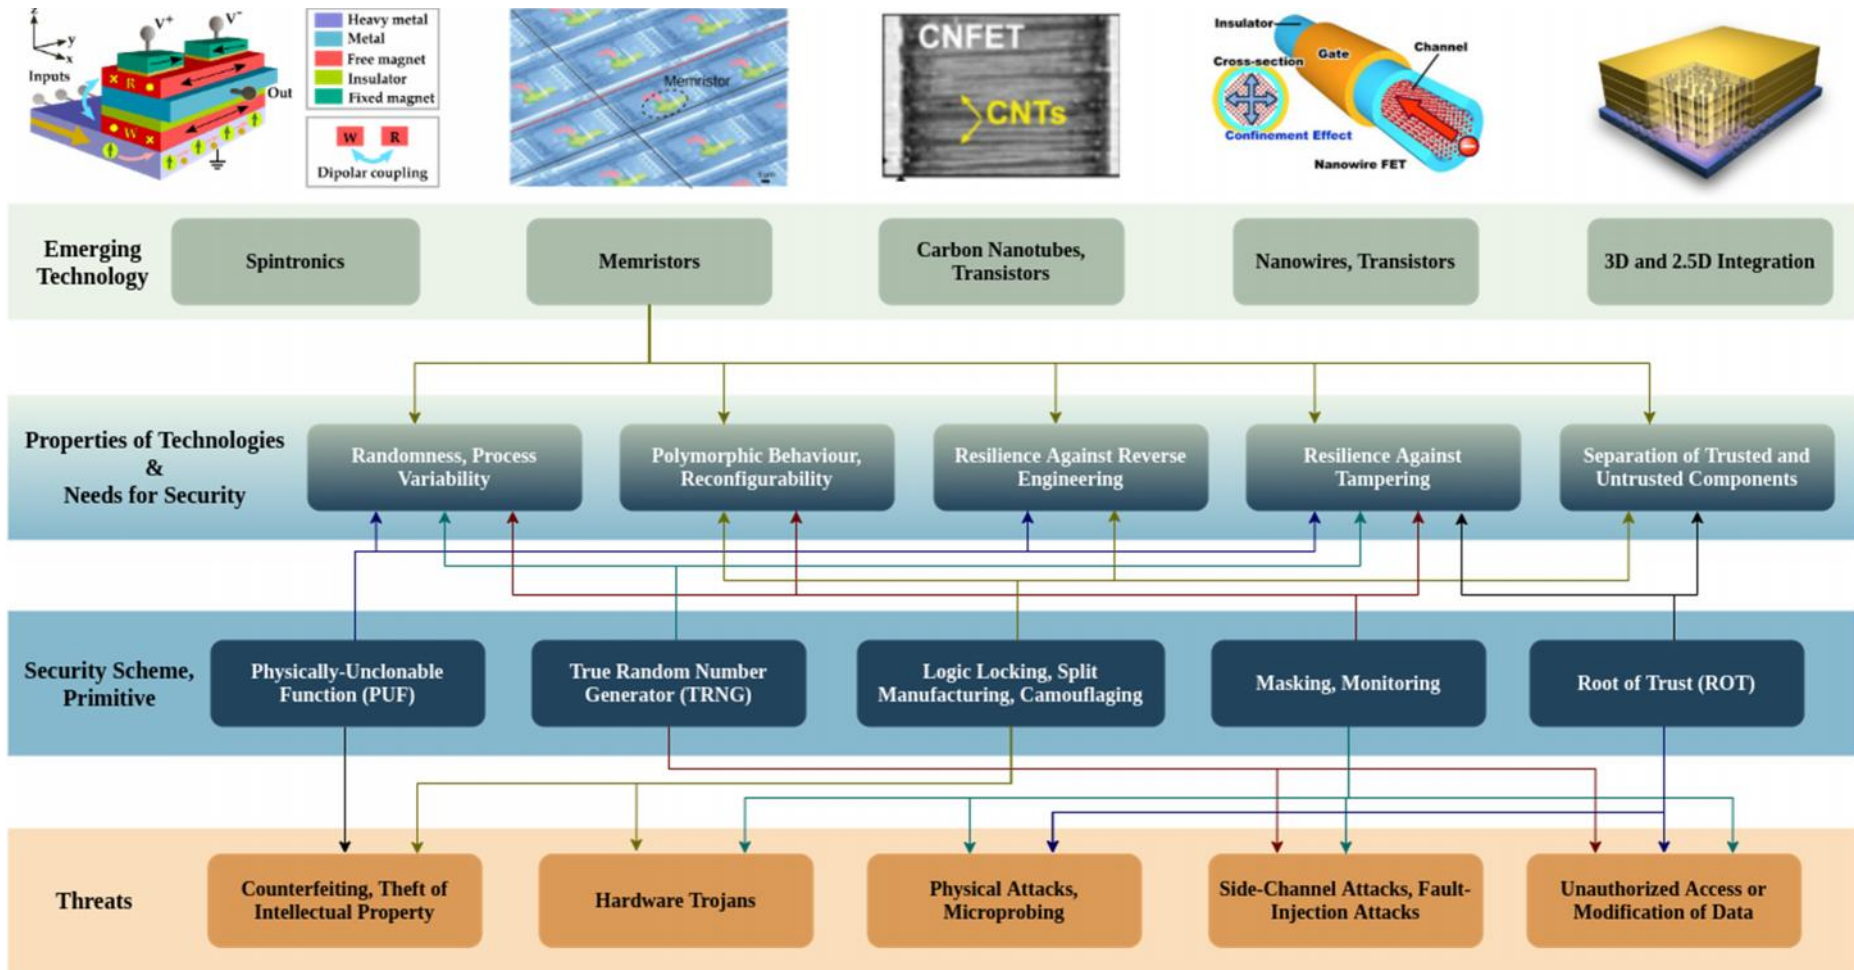 z
V+
V-
y
x
Inputs
R
Out
W
Heavy metal
Metal
Free magnet
Insulator
Fixed magnet
W
R
Dipolar coupling
Memristor
CNFET
CNTs
Insulator
Gate
Channel
Cross-section
Confinement Effect
Nanowire FET
Emerging
Technology
Spintronics
Memristors
Carbon Nanotubes,
Transistors
Nanowires, Transistors
3D and 2.5D Integration
Properties of Technologies
&
Needs for Security
Randomness, Process
Variability
Polymorphic Behaviour,
Reconfigurability
Resilience Against Reverse
Engineering
Resilience Against
Tampering
Separation of Trusted and
Untrusted Components
Security Scheme,
Primitive
Physically-Unclonable
Function (PUF)
True Random Number
Generator (TRNG)
Logic Locking, Split
Manufacturing, Camouflaging
Masking, Monitoring
Root of Trust (ROT)
Threats
Counterfeiting, Theft of
Intellectual Property
Hardware Trojans
Physical Attacks,
Microprobing
Side-Channel Attacks, Fault-
Injection Attacks
Unauthorized Access or
Modification of Data